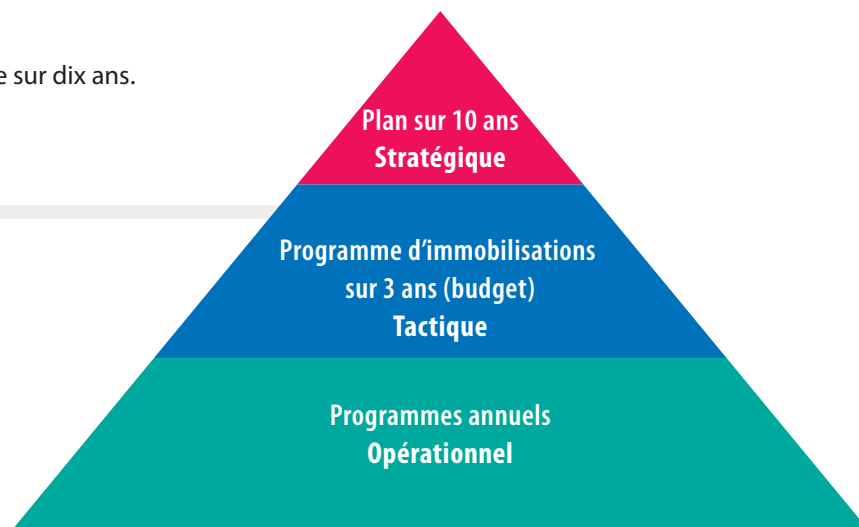 e sur dix ans.
Plan sur 10 ans
Stratégique
Programme d’immobilisations
sur 3 ans (budget)
Tactique
Programmes annuels
Opérationnel